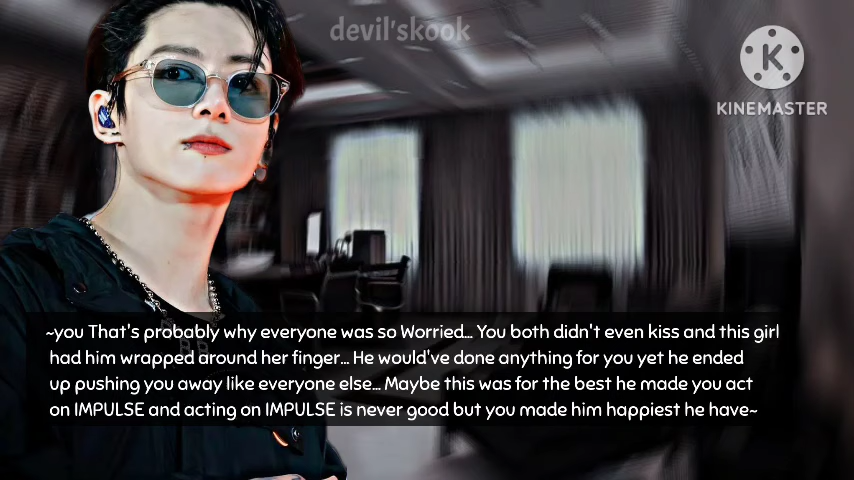 devil'skook
KINEMASTER
~you That's probably why everyone was so Worried... You both didn't even kiss and this girl
had him wrapped around her finger... He would've done anything for you yet he ended
up pushing you away like everyone else... Maybe this was for the best he made you act
on IMPULSE and acting on IMPULSE is never good but you made him happiest he have~